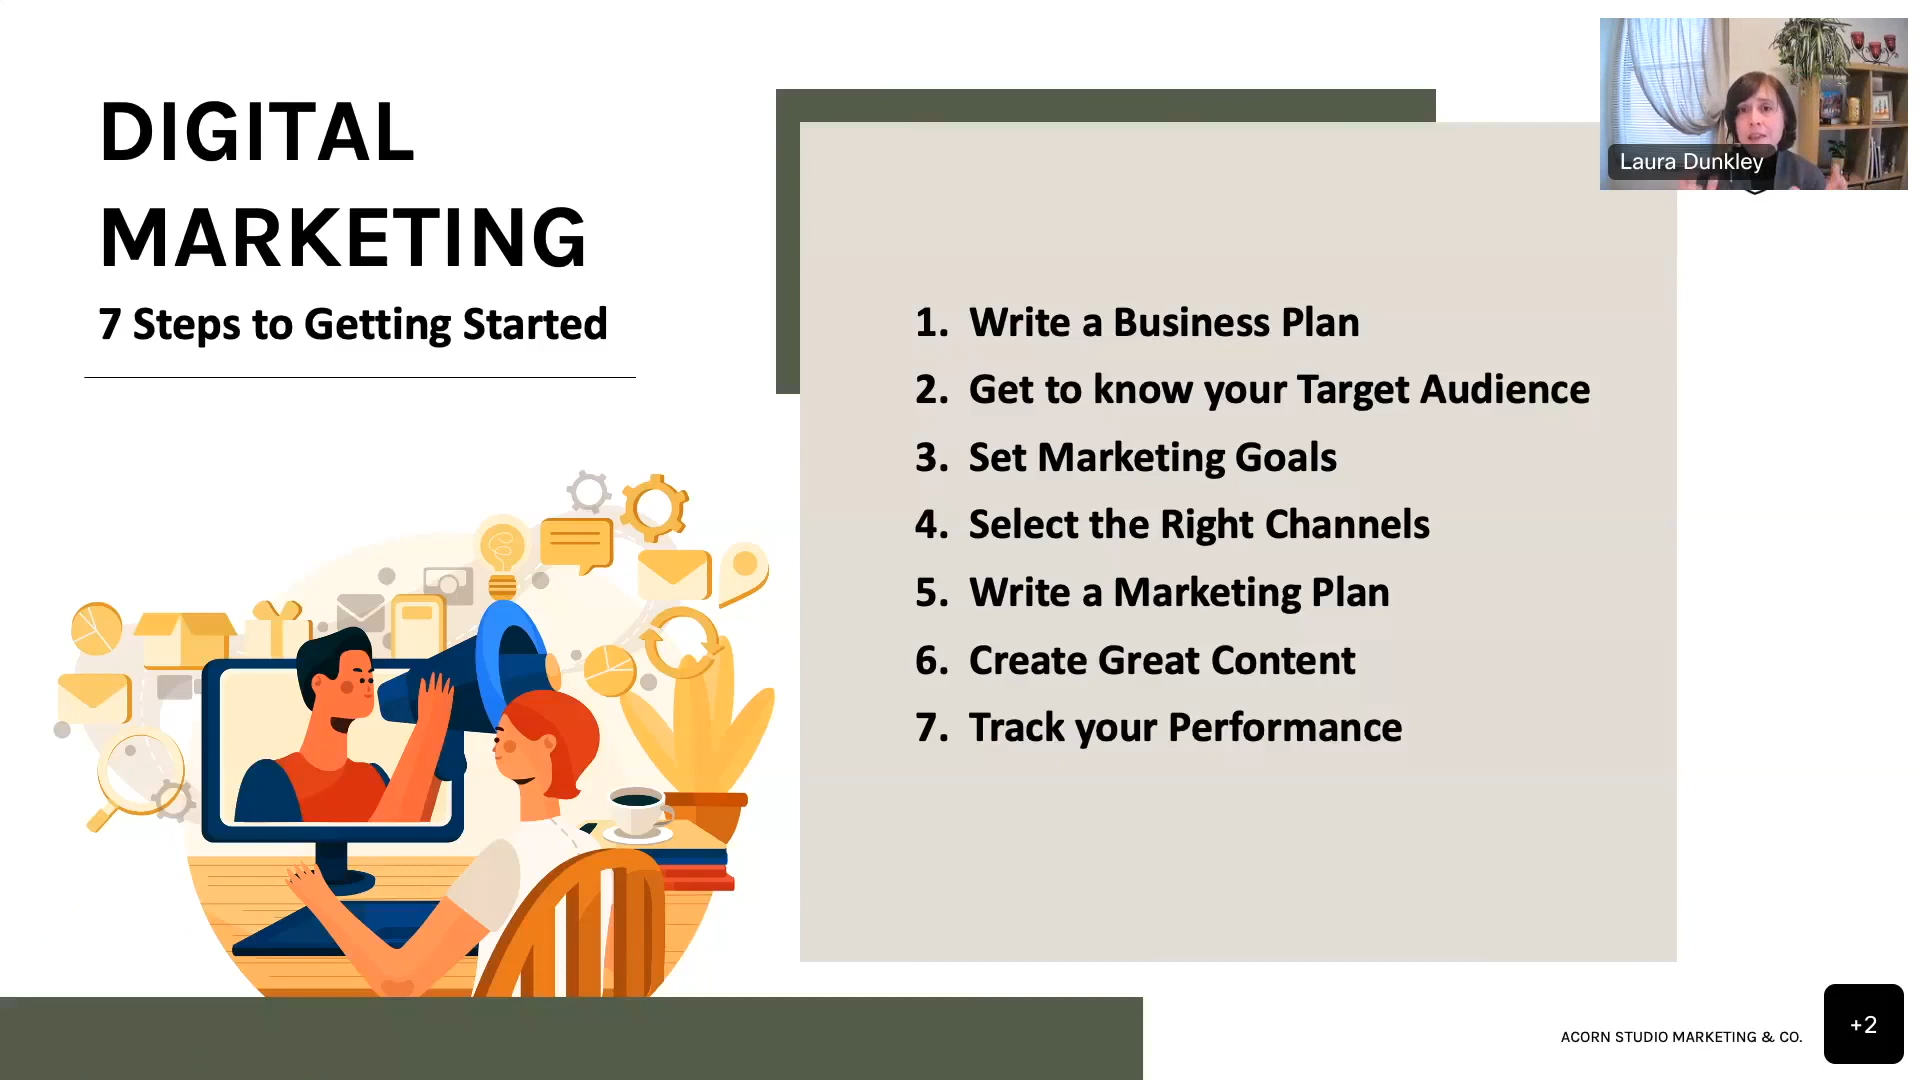 DIGITAL
MARKETING
7 Steps to Getting Started
1. Write a Business Plan
2. Get to know your Target Audience
3. Set Marketing Goals
4. Select the Right Channels
5. Write a Marketing Plan
6. Create Great Content
7. Track your Performance
Laura Dunkley
ACORN STUDIO MARKETING & CO.
+2